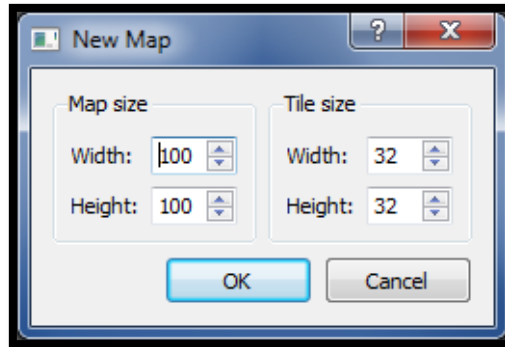 New Map
?
X
Map size
Tile size
Width: 100
Width: 32
Height: 100
Height: 32
OK
Cancel